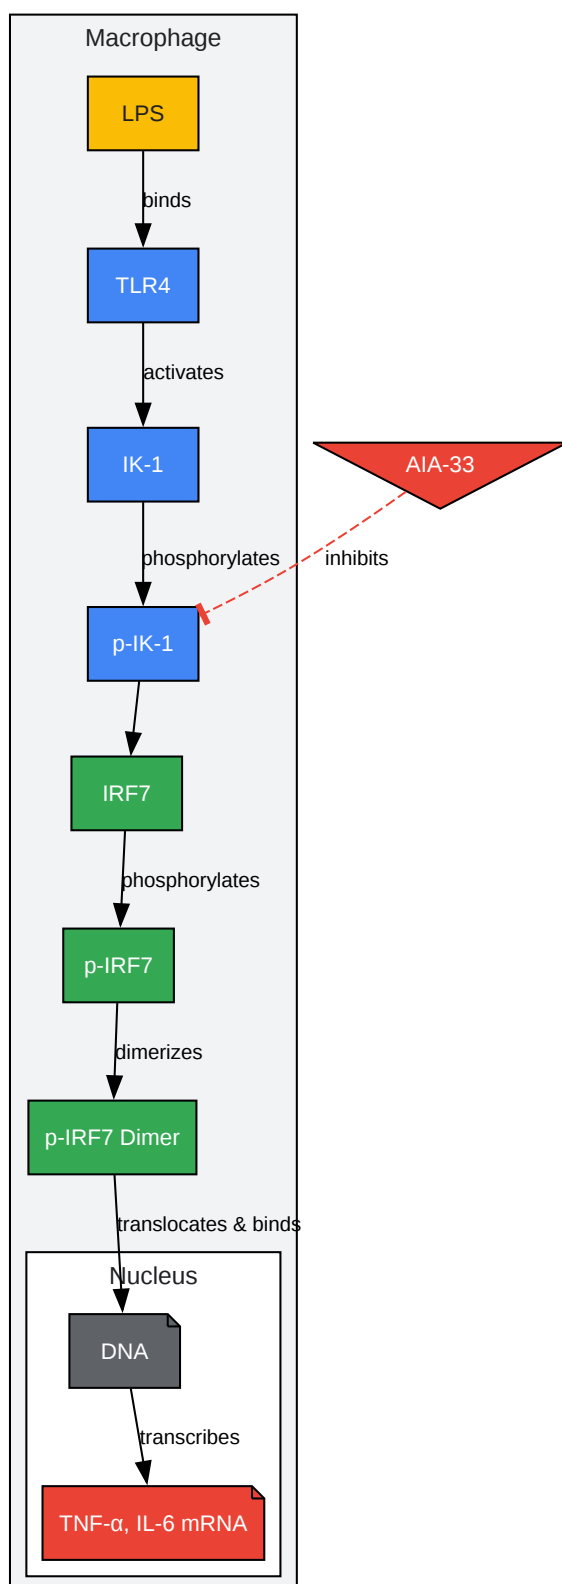 Macrophage
LPS
binds
TLR4
activates
IK-1
AIA-33
phosphorylates
inhibits
p-IK-1
IRF7
phosphorylates
p-IRF7
dimerizes
p-IRF7 Dimer
translocates & binds
Nucleus
DNA
transcribes
TNF-α, IL-6 mRNA